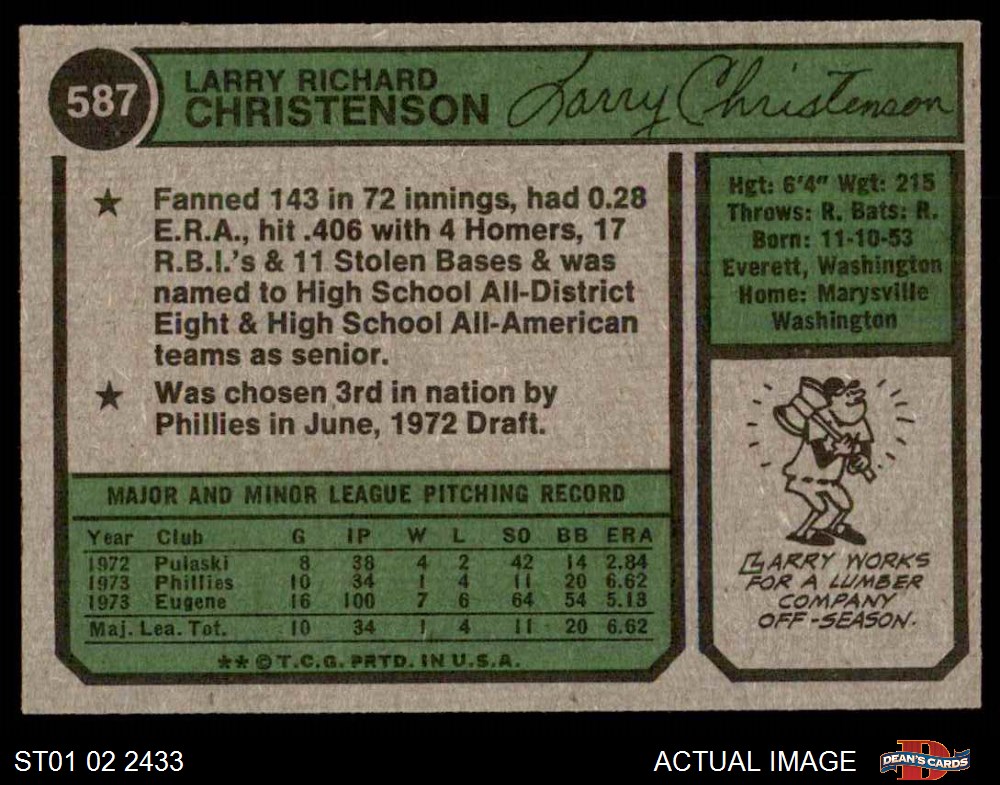 587
LARRY RICHARD
CHRISTENSON
Larry Christenson
★ Fanned 143 in 72 innings, had 0.28
E.R.A., hit .406 with 4 Homers, 17
R.B.I.'s & 11 Stolen Bases & was
named to High School All-District
Eight & High School All-American
teams as senior.
★ Was chosen 3rd in nation by
Phillies in June, 1972 Draft.
MAJOR AND MINOR LEAGUE PITCHING RECORD
Year Club G IP W L SO BB ERA
1972 Pulaski 8 38 4 2 42 14 2.84
1973 Phillies 10 34 1 4 11 20 6.62
1973 Eugene 16 100 7 6 64 54 5.13
Maj. Lea. Tot. 10 34 1 4 11 20 6.62
** © T.C.G. PRTD. IN U.S.A.
Hgt: 6'4" Wgt: 215
Throws: R. Bats: R.
Born: 11-10-53
Everett, Washington
Home: Marysville
Washington
LARRY WORKS
FOR A LUMBER
COMPANY
OFF-SEASON.
ST01 02 2433
ACTUAL IMAGE
DEAN'S CARDS